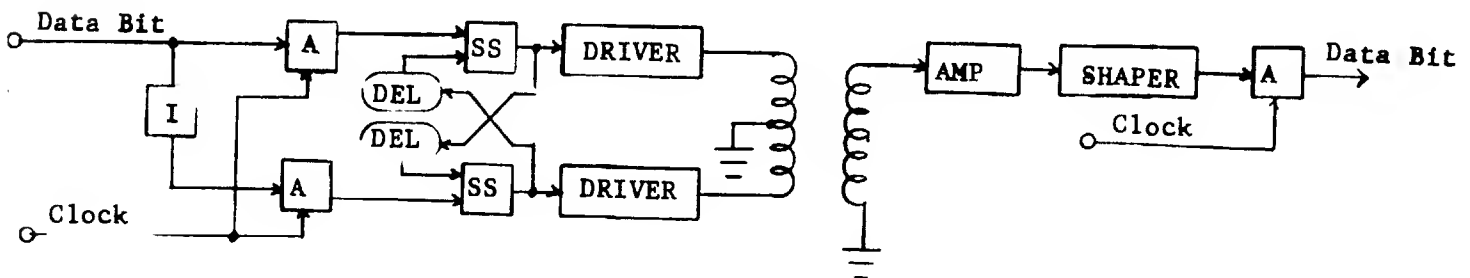 Data Bit
A
SS
DRIVER
DEL
I
DEL
A
SS
DRIVER
Clock
AMP
SHAPER
A
Data Bit
Clock